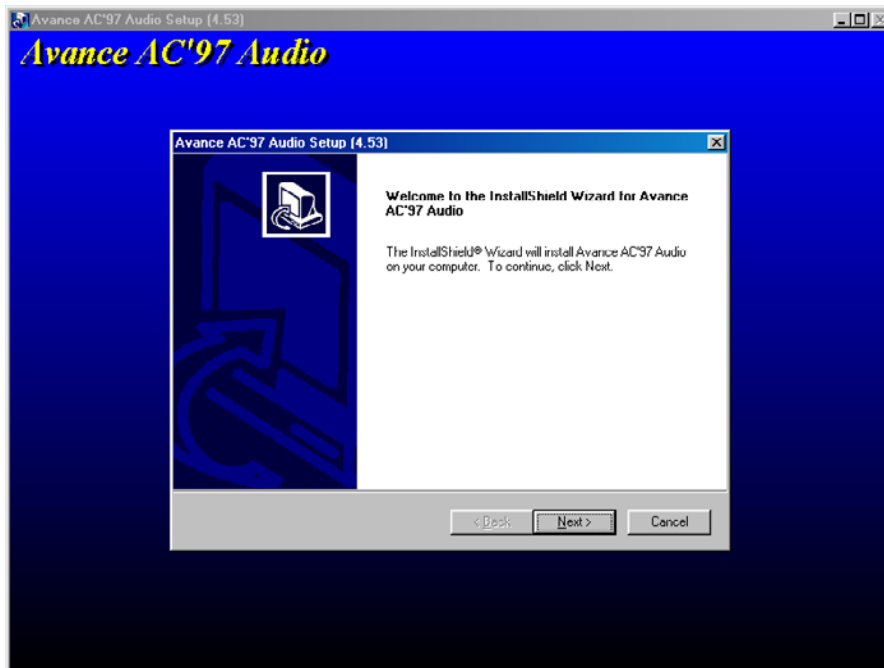 Avance AC'97 Audio Setup (4.53)
Avance AC'97 Audio
Avance AC'97 Audio Setup (4.53)
Welcome to the InstallShield Wizard for Avance
AC'97 Audio
The InstallShield® Wizard will install Avance AC'97 Audio
on your computer. To continue, click Next.
< Back Next > Cancel